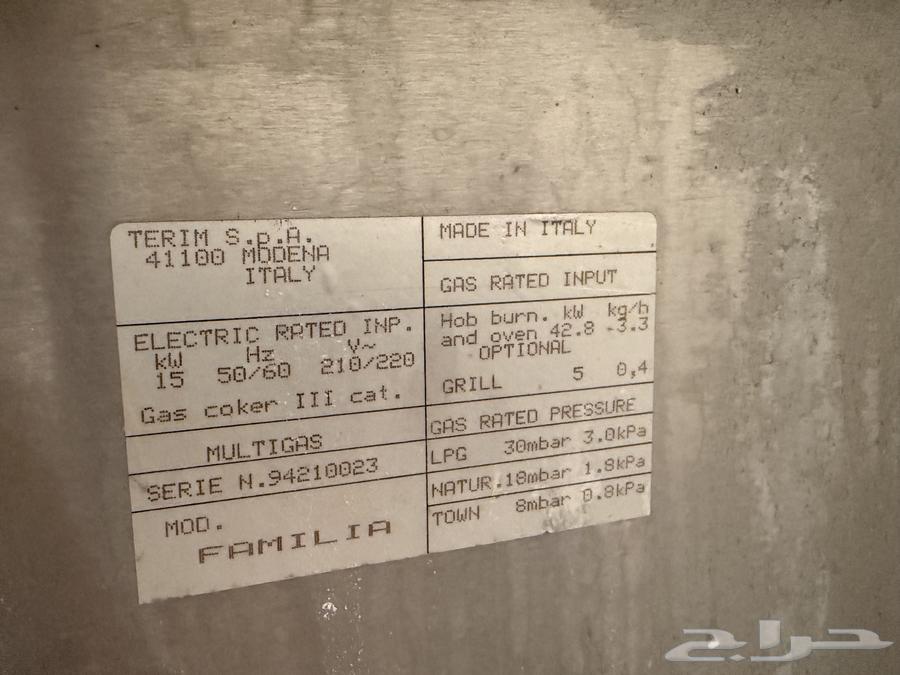 TERIM S.p.A.
41100 MODENA
ITALY
ELECTRIC RATED INP.
kW Hz V~
15 50/60 210/220
Gas coker III cat.
MULTIGAS
SERIE N.94210023
MOD.
FAMILIA
MADE IN ITALY
GAS RATED INPUT
Hob burn. kW kg/h
and oven 42.8 -3.3
OPTIONAL
GRILL 5 0,4
GAS RATED PRESSURE
LPG 30mbar 3.0kPa
NATUR.18mbar 1.8kPa
TOWN 8mbar 0.8kPa
حراج